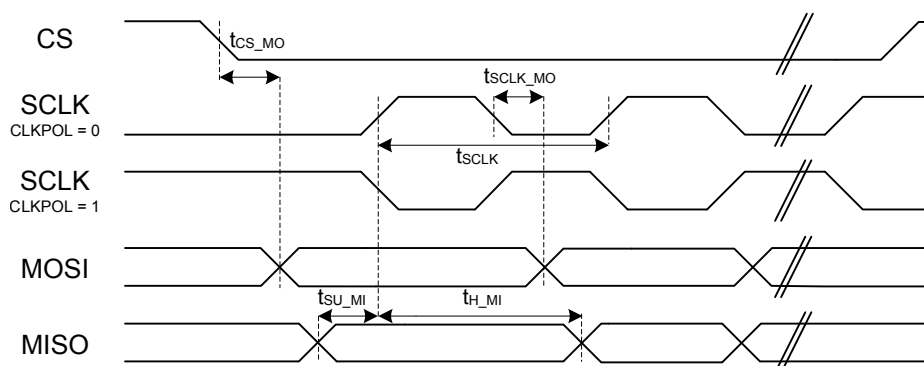 CS
tCS_MO
SCLK
CLKPOL = 0
tSCLK_MO
tSCLK
SCLK
CLKPOL = 1
MOSI
tSU_MI
tH_MI
MISO